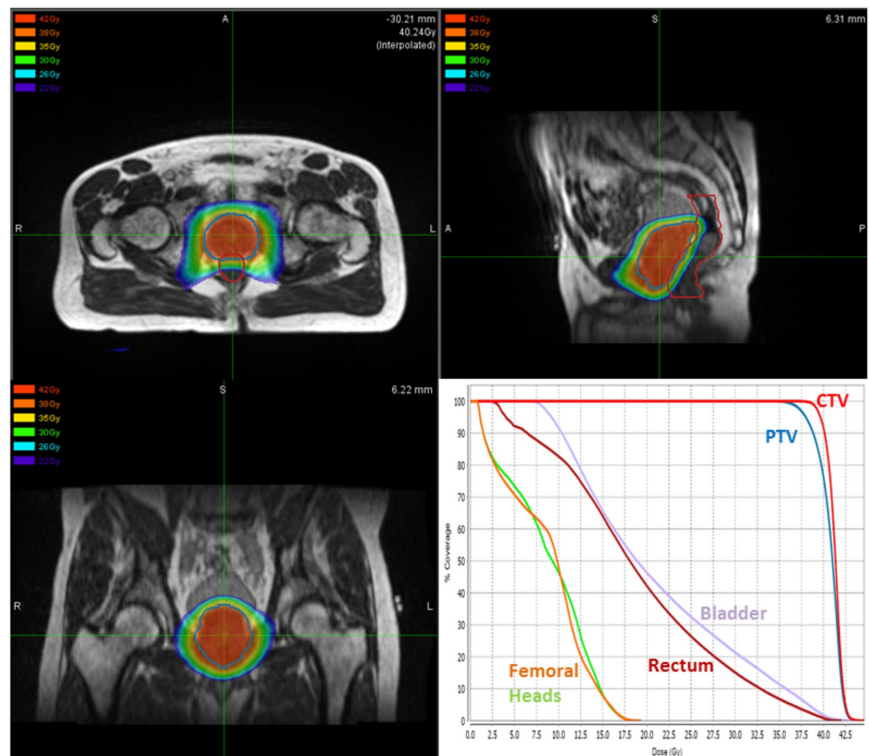 42Gy
38Gy
35Gy
30Gy
26Gy
22Gy
A
-30.21 mm
40.24Gy
(Interpolated)
R
L
42Gy
38Gy
35Gy
30Gy
26Gy
22Gy
S
6.31 mm
A
P
42Gy
38Gy
35Gy
30Gy
26Gy
22Gy
S
6.22 mm
R
L
% Coverage
100
90
80
70
60
50
40
30
20
10
0
CTV
PTV
Bladder
Rectum
Femoral
Heads
0.0 2.5 5.0 7.5 10.0 12.5 15.0 17.5 20.0 22.5 25.0 27.5 30.0 32.5 35.0 37.5 40.0 42.5
Dose (Gy)